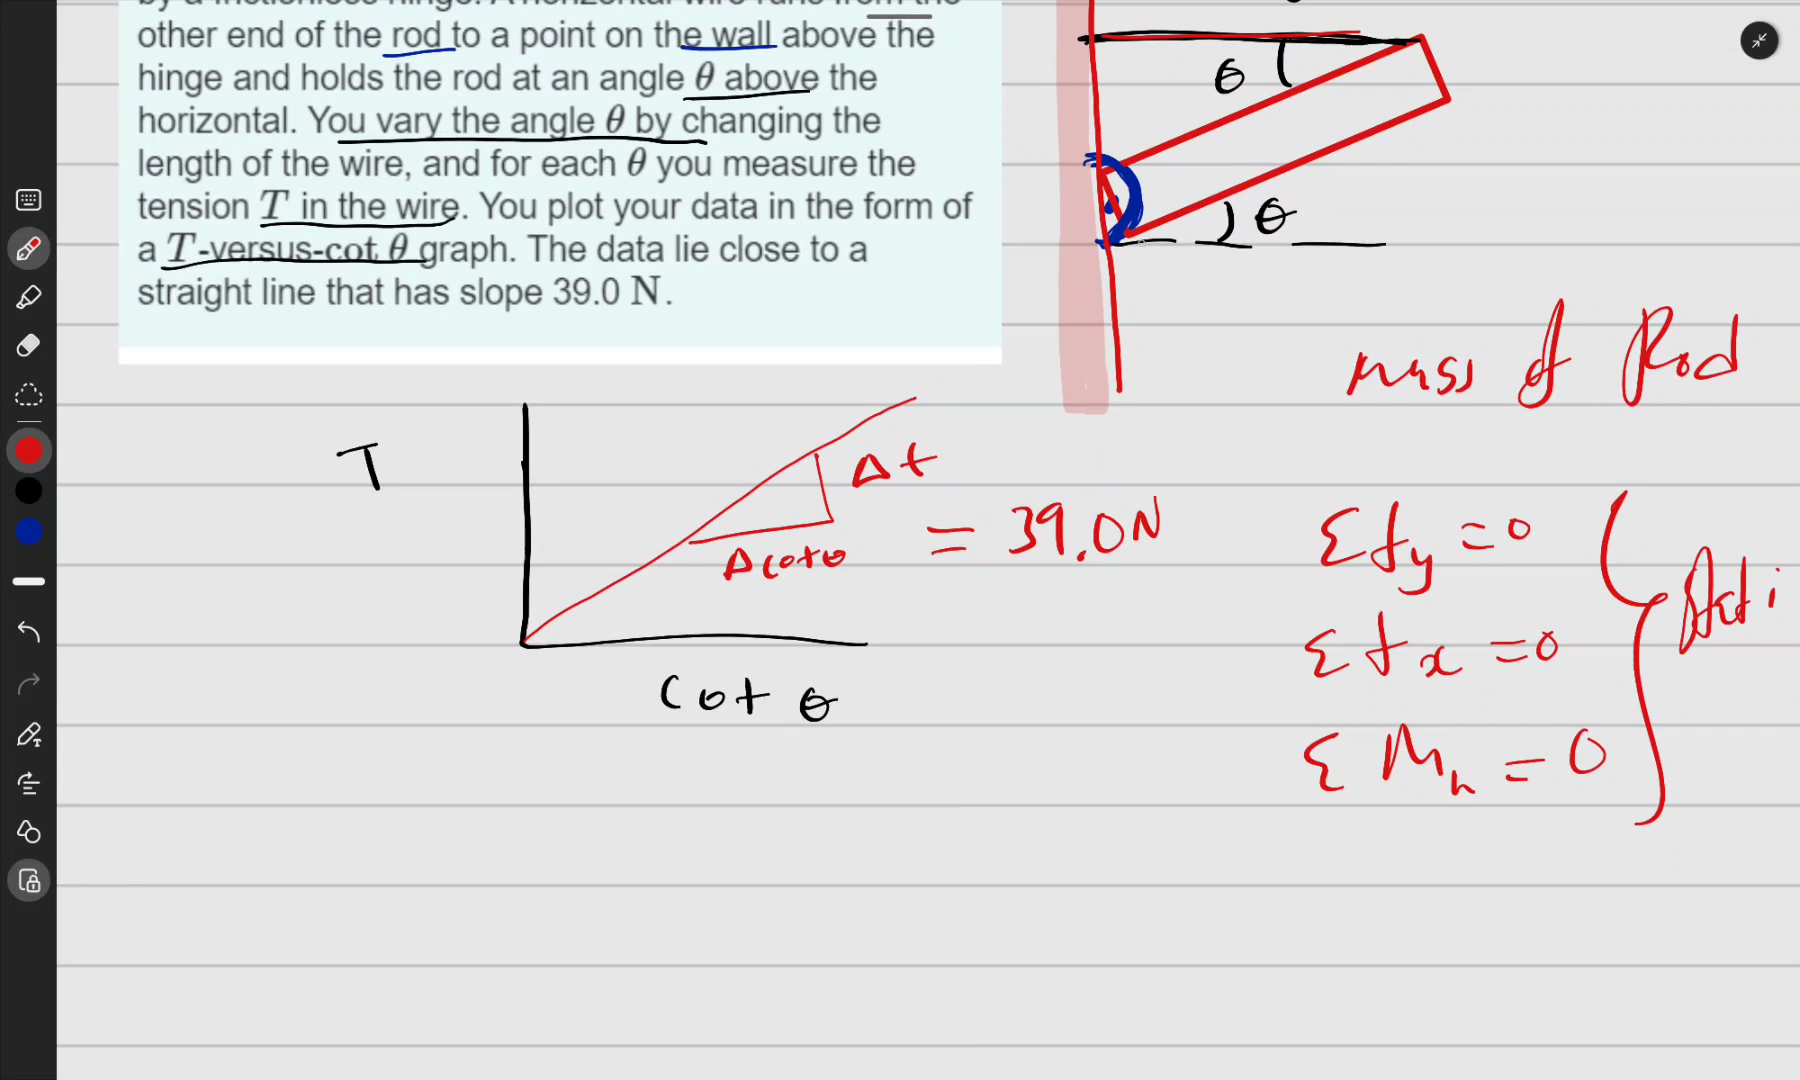 other end of the rod to a point on the wall above the
hinge and holds the rod at an angle θ above the
horizontal. You vary the angle θ by changing the
length of the wire, and for each θ you measure the
tension T in the wire. You plot your data in the form of
a T-versus-cot θ graph. The data lie close to a
straight line that has slope 39.0 N.
θ
θ
mass of Rod
T
Δt
Δcotθ
= 39.0N
cot θ
Σfy =0
Σfx =0
ΣMh = 0